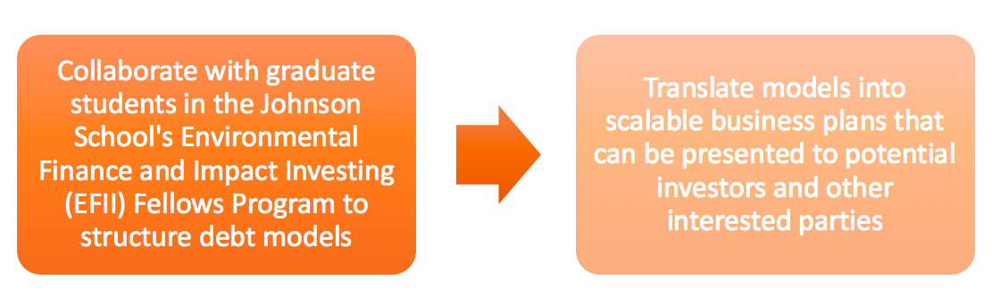 Collaborate with graduate
students in the Johnson
School's Environmental
Finance and Impact Investing
(EFII) Fellows Program to
structure debt models
Translate models into
scalable business plans that
can be presented to potential
investors and other
interested parties